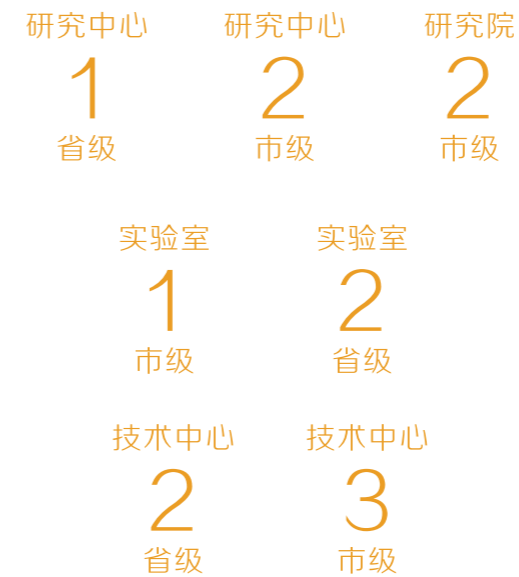 研究中心 研究中心 研究院
1 2 2
省级 市级 市级
实验室 实验室
1 2
市级 省级
技术中心 技术中心
2 3
省级 市级